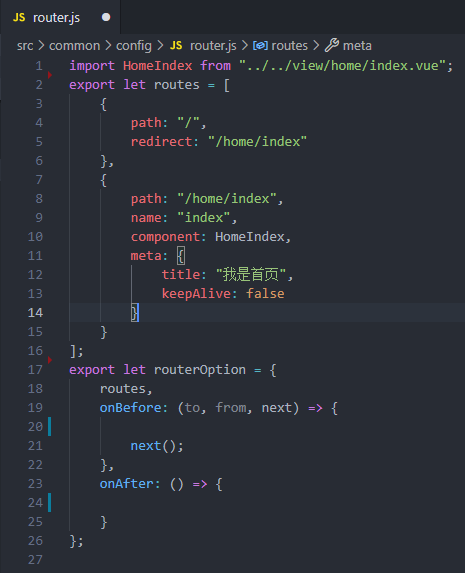 JS router.js
src > common > config > JS router.js > routes > meta
1 import HomeIndex from "../../view/home/index.vue";
2 export let routes = [
3 {
4 path: "/",
5 redirect: "/home/index"
6 },
7 {
8 path: "/home/index",
9 name: "index",
10 component: HomeIndex,
11 meta: {
12 title: "我是首页",
13 keepAlive: false
14 }
15 }
16 ];
17 export let routerOption = {
18 routes,
19 onBefore: (to, from, next) => {
20
21 next();
22 },
23 onAfter: () => {
24
25 }
26 };
27